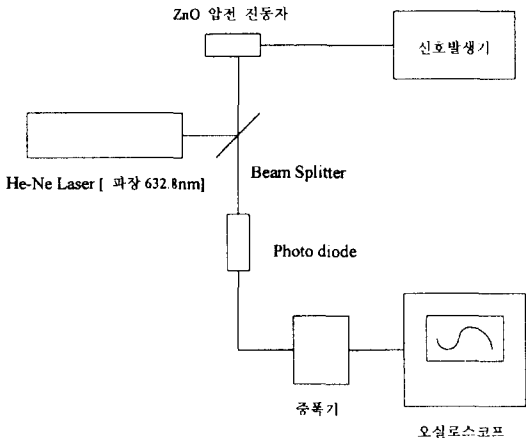 ZnO 압전 진동자
신호발생기
He-Ne Laser [ 파장 632.8nm]
Beam Splitter
Photo diode
증폭기
오실로스코프